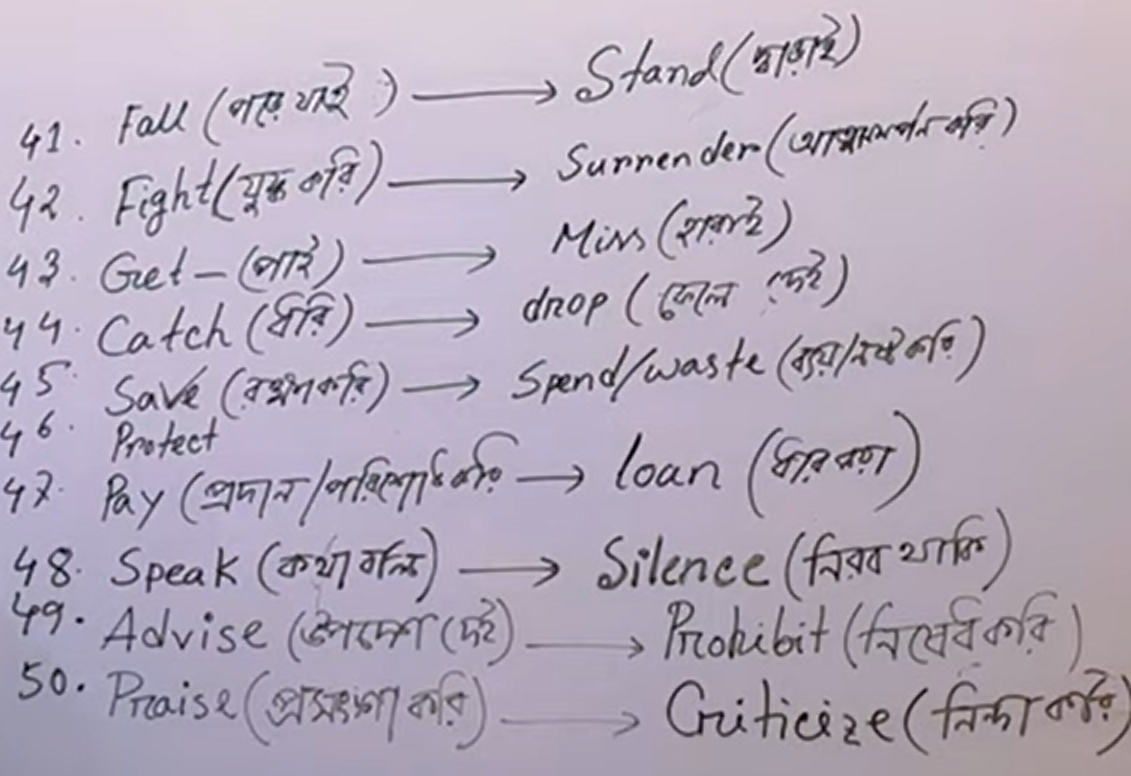 41. Fall (পরে যাই) → Stand (দ্বাড়াই)
42. Fight (যুদ্ধ করি) → Surrender (আত্মসমর্পন করি)
43. Get – (পাই) → Miss (হারাই)
44. Catch (ধরি) → drop (ফেলে দেই)
45. Save (রক্ষা করি) → Spend/waste (ব্যয়/নষ্ট করি)
46. Protect
47. Pay (প্রদান/পরিশোধ করি → loan (ধার করা)
48. Speak (কথা বলি) → Silence (নিরব থাকি)
49. Advise (উপদেশ দেই) → Prohibit (নিষেধ করি)
50. Praise (প্রসংশা করি) → Criticize (নিন্দা করি)